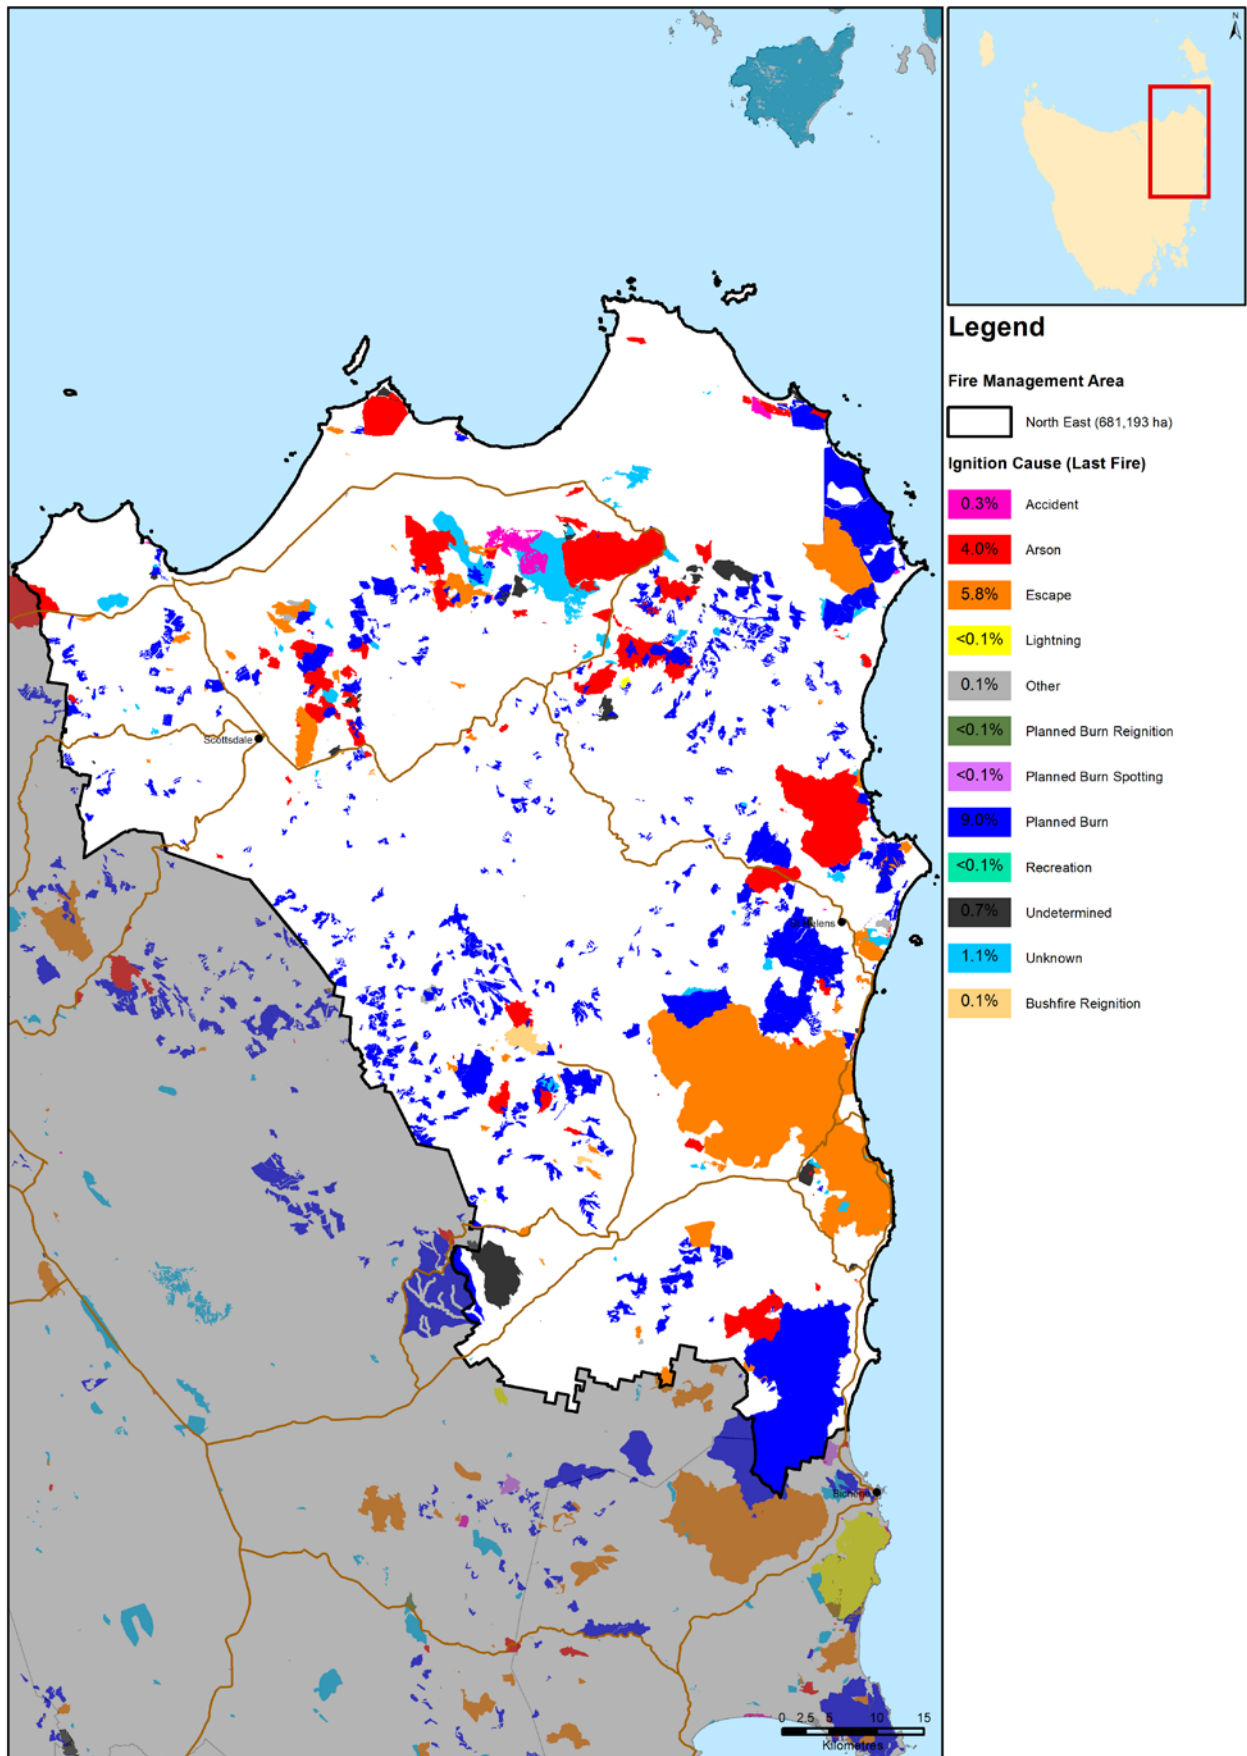 N
Legend
Fire Management Area
North East (681,193 ha)
Ignition Cause (Last Fire)
0.3% Accident
4.0% Arson
5.8% Escape
<0.1% Lightning
0.1% Other
<0.1% Planned Burn Reignition
<0.1% Planned Burn Spotting
9.0% Planned Burn
<0.1% Recreation
0.7% Undetermined
1.1% Unknown
0.1% Bushfire Reignition
Scottsdale
St Helens
Bicheno
0 2.5 5 10 15
Kilometres